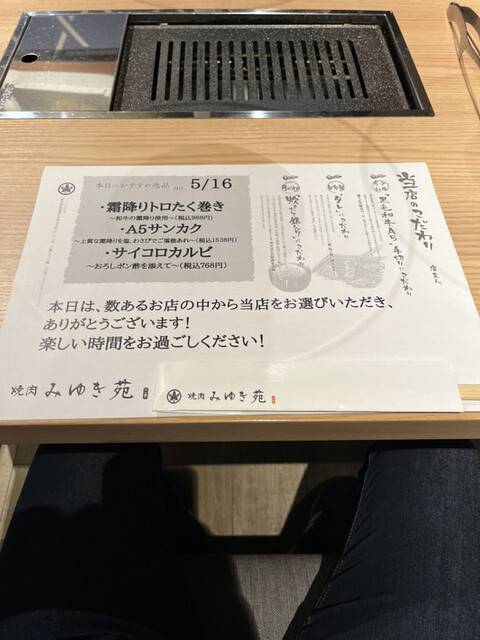 本日のおすすめ逸品 5/16
・霜降りトロたく巻き
～和牛の霜降り使用～(税込988円)
・A5サンカク
～上質な霜降りを塩、わさびでご堪能あれ～(税込1538円)
・サイコロカルビ
～おろしポン酢を添えて～(税込768円)
当店のこだわり
店主より
「黒毛和牛A5」「手切り」へのこだわり
「タレ」へのこだわり
本日は、数あるお店の中から当店をお選びいただき、
ありがとうございます!
楽しい時間をお過ごしください!
焼肉 みゆき苑
焼肉 みゆき苑